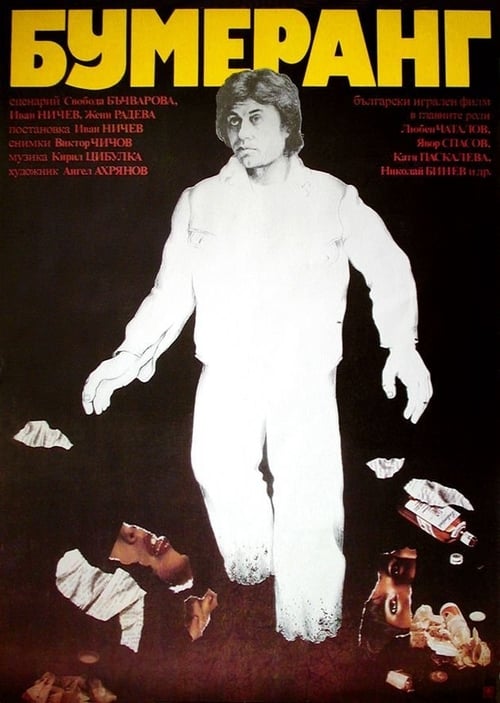 БУМЕРАНГ
сценарий Свобода БЪЧВАРОВА,
Иван НИЧЕВ, Жени РАДЕВА
постановка Иван НИЧЕВ
снимки Виктор ЧИЧОВ
музика Кирил ЦИБУЛКА
художник Ангел АХРЯНОВ
български игрален филм
в главните роли
Любен ЧАТАЛОВ,
Явор СПАСОВ,
Катя ПАСКАЛЕВА,
Николай БИНЕВ и др.